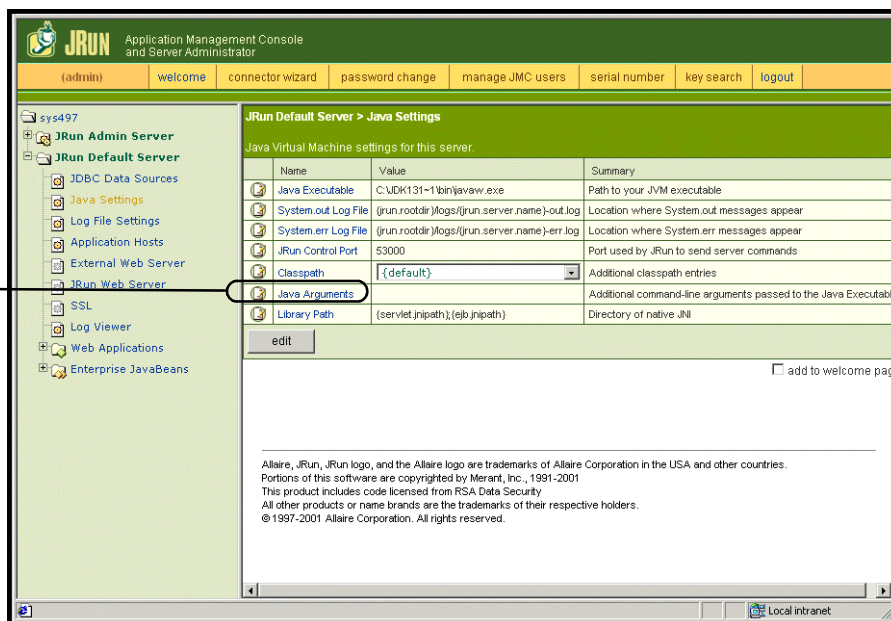 JRUN Application Management Console
and Server Administrator
(admin) welcome connector wizard password change manage JMC users serial number key search logout
sys497
JRun Admin Server
JRun Default Server
JDBC Data Sources
Java Settings
Log File Settings
Application Hosts
External Web Server
JRun Web Server
SSL
Log Viewer
Web Applications
Enterprise JavaBeans
JRun Default Server > Java Settings
Java Virtual Machine settings for this server.
Name Value Summary
Java Executable C:\JDK131~1\bin\javaw.exe Path to your JVM executable
System.out Log File {jrun.rootdir}/logs/{jrun.server.name}-out.log Location where System.out messages appear
System.err Log File {jrun.rootdir}/logs/{jrun.server.name}-err.log Location where System.err messages appear
JRun Control Port 53000 Port used by JRun to send server commands
Classpath {default} Additional classpath entries
Java Arguments Additional command-line arguments passed to the Java Executabl
Library Path {servlet.jnipath};{ejb.jnipath} Directory of native JNI
edit
add to welcome pag
Allaire, JRun, JRun logo, and the Allaire logo are trademarks of Allaire Corporation in the USA and other countries.
Portions of this software are copyrighted by Merant, Inc., 1991-2001
This product includes code licensed from RSA Data Security
All other products or name brands are the trademarks of their respective holders.
© 1997-2001 Allaire Corporation. All rights reserved.
Local intranet